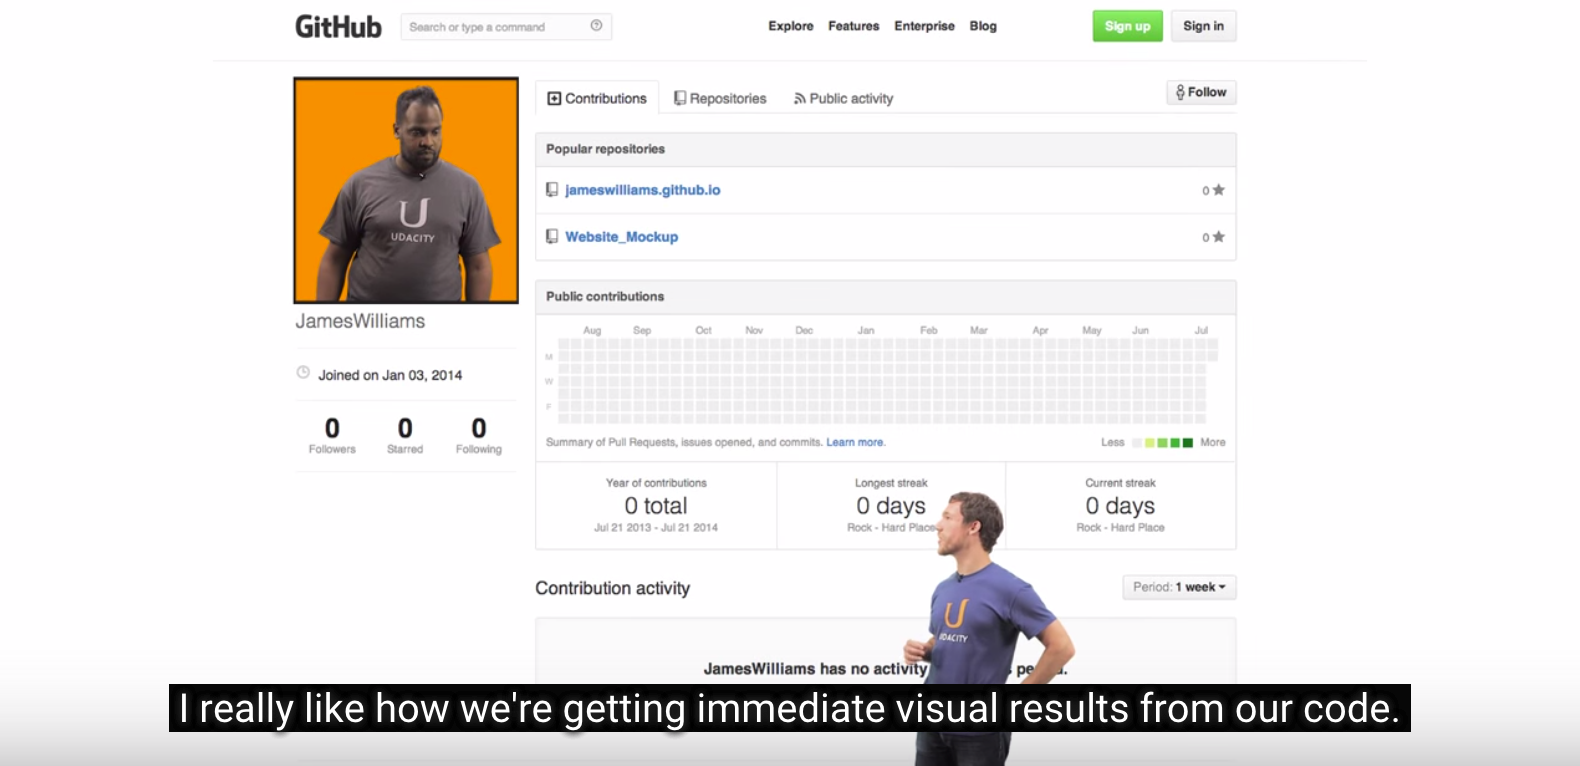 GitHub
Search or type a command
Explore Features Enterprise Blog
Sign up Sign in
Contributions Repositories Public activity
Follow
Popular repositories
jameswilliams.github.io 0
Website_Mockup 0
U
UDACITY
JamesWilliams
Joined on Jan 03, 2014
0 0 0
Followers Starred Following
Public contributions
Aug Sep Oct Nov Dec Jan Feb Mar Apr May Jun Jul
M
W
F
Summary of Pull Requests, issues opened, and commits. Learn more.
Less More
Year of contributions
0 total
Jul 21 2013 - Jul 21 2014
Longest streak
0 days
Rock - Hard Place
Current streak
0 days
Rock - Hard Place
Contribution activity
Period: 1 week
U
UDACITY
JamesWilliams has no activity
I really like how we're getting immediate visual results from our code.